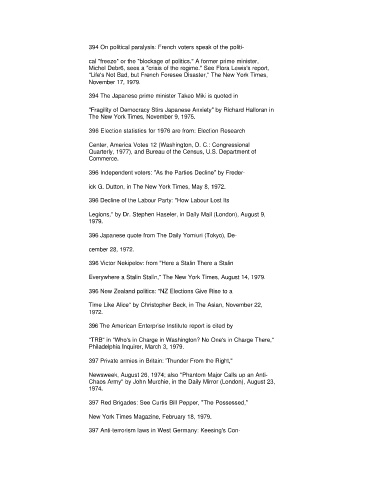 394 On political paralysis: French voters speak of the politi-
cal "freeze" or the "blockage of politics." A former prime minister,
Michel Debré, sees a "crisis of the regime." See Flora Lewis's report,
"Life's Not Bad, but French Foresee Disaster," The New York Times,
November 17, 1979.
394 The Japanese prime minister Takeo Miki is quoted in
"Fragility of Democracy Stirs Japanese Anxiety" by Richard Halloran in
The New York Times, November 9, 1975.
396 Election statistics for 1976 are from: Election Research
Center, America Votes 12 (Washington, D. C.: Congressional
Quarterly, 1977), and Bureau of the Census, U.S. Department of
Commerce.
396 Independent voters: "As the Parties Decline" by Freder-
ick G. Dutton, in The New York Times, May 8, 1972.
396 Decline of the Labour Party: "How Labour Lost Its
Legions," by Dr. Stephen Haseler, in Daily Mail (London), August 9,
1979.
396 Japanese quote from The Daily Yomiuri (Tokyo), De-
cember 28, 1972.
396 Victor Nekipelov: from "Here a Stalin There a Stalin
Everywhere a Stalin Stalin," The New York Times, August 14, 1979.
396 New Zealand politics: "NZ Elections Give Rise to a
Time Like Alice" by Christopher Beck, in The Asian, November 22,
1972.
396 The American Enterprise Institute report is cited by
"TRB" in "Who's in Charge in Washington? No One's in Charge There,"
Philadelphia Inquirer, March 3, 1979.
397 Private armies in Britain: "Thunder From the Right,"
Newsweek, August 26, 1974; also "Phantom Major Calls up an Anti-
Chaos Army" by John Murchie, in the Daily Mirror (London), August 23,
1974.
397 Red Brigades: See Curtis Bill Pepper, "The Possessed,"
New York Times Magazine, February 18, 1979.
397 Anti-terrorism laws in West Germany: Keesing's Con-